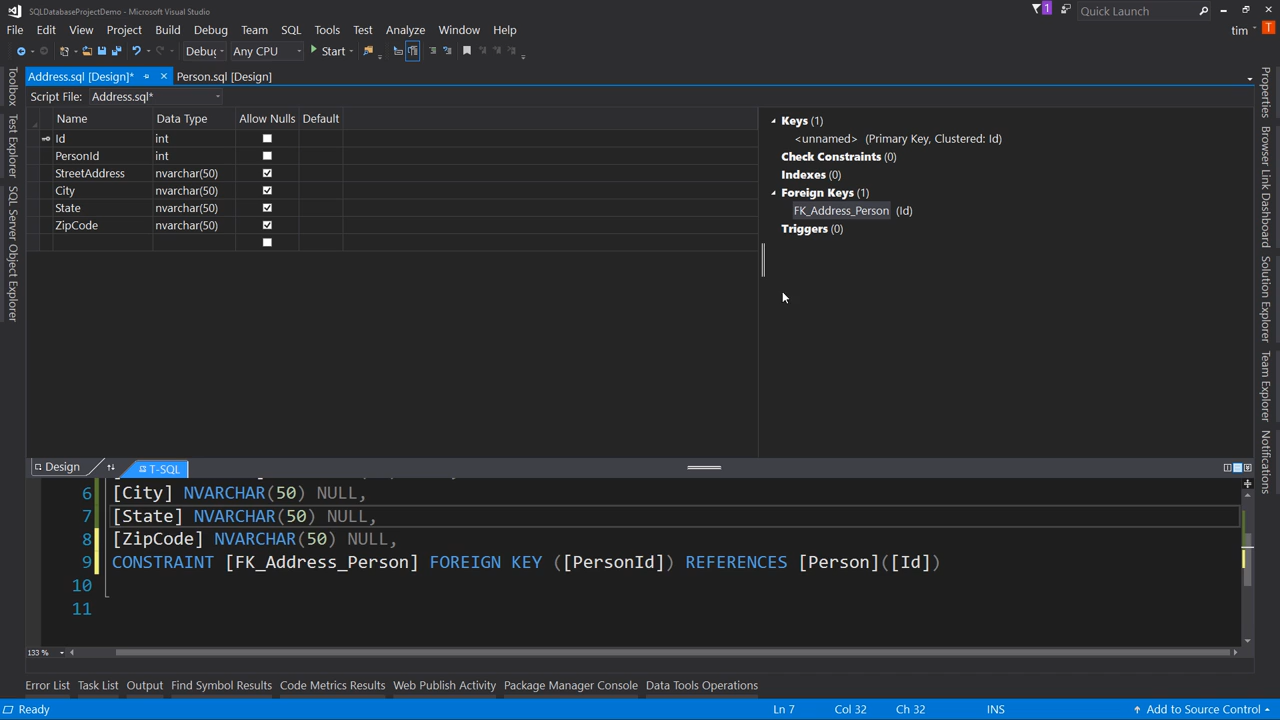 SQLDatabaseProjectDemo - Microsoft Visual Studio
1
Quick Launch
File Edit View Project Build Debug Team SQL Tools Test Analyze Window Help
tim
T
Debug Any CPU Start
Address.sql [Design]* Person.sql [Design]
Script File: Address.sql*
Name Data Type Allow Nulls Default
Id int
PersonId int
StreetAddress nvarchar(50)
City nvarchar(50)
State nvarchar(50)
ZipCode nvarchar(50)
Keys (1)
<unnamed> (Primary Key, Clustered: Id)
Check Constraints (0)
Indexes (0)
Foreign Keys (1)
FK_Address_Person (Id)
Triggers (0)
Toolbox
Test Explorer
SQL Server Object Explorer
Properties
Browser Link Dashboard
Solution Explorer
Team Explorer
Notifications
Design T-SQL
6 [City] NVARCHAR(50) NULL,
7 [State] NVARCHAR(50) NULL,
8 [ZipCode] NVARCHAR(50) NULL,
9 CONSTRAINT [FK_Address_Person] FOREIGN KEY ([PersonId]) REFERENCES [Person]([Id])
10
11
133 %
Error List Task List Output Find Symbol Results Code Metrics Results Web Publish Activity Package Manager Console Data Tools Operations
Ready Ln 7 Col 32 Ch 32 INS Add to Source Control